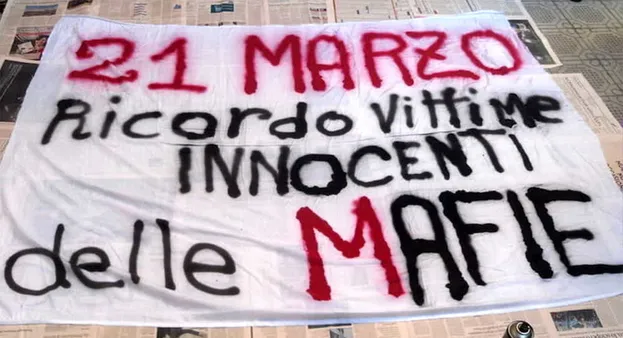 21 MARZO
Ricordo Vittime
INNOCENTI
delle MAFIE